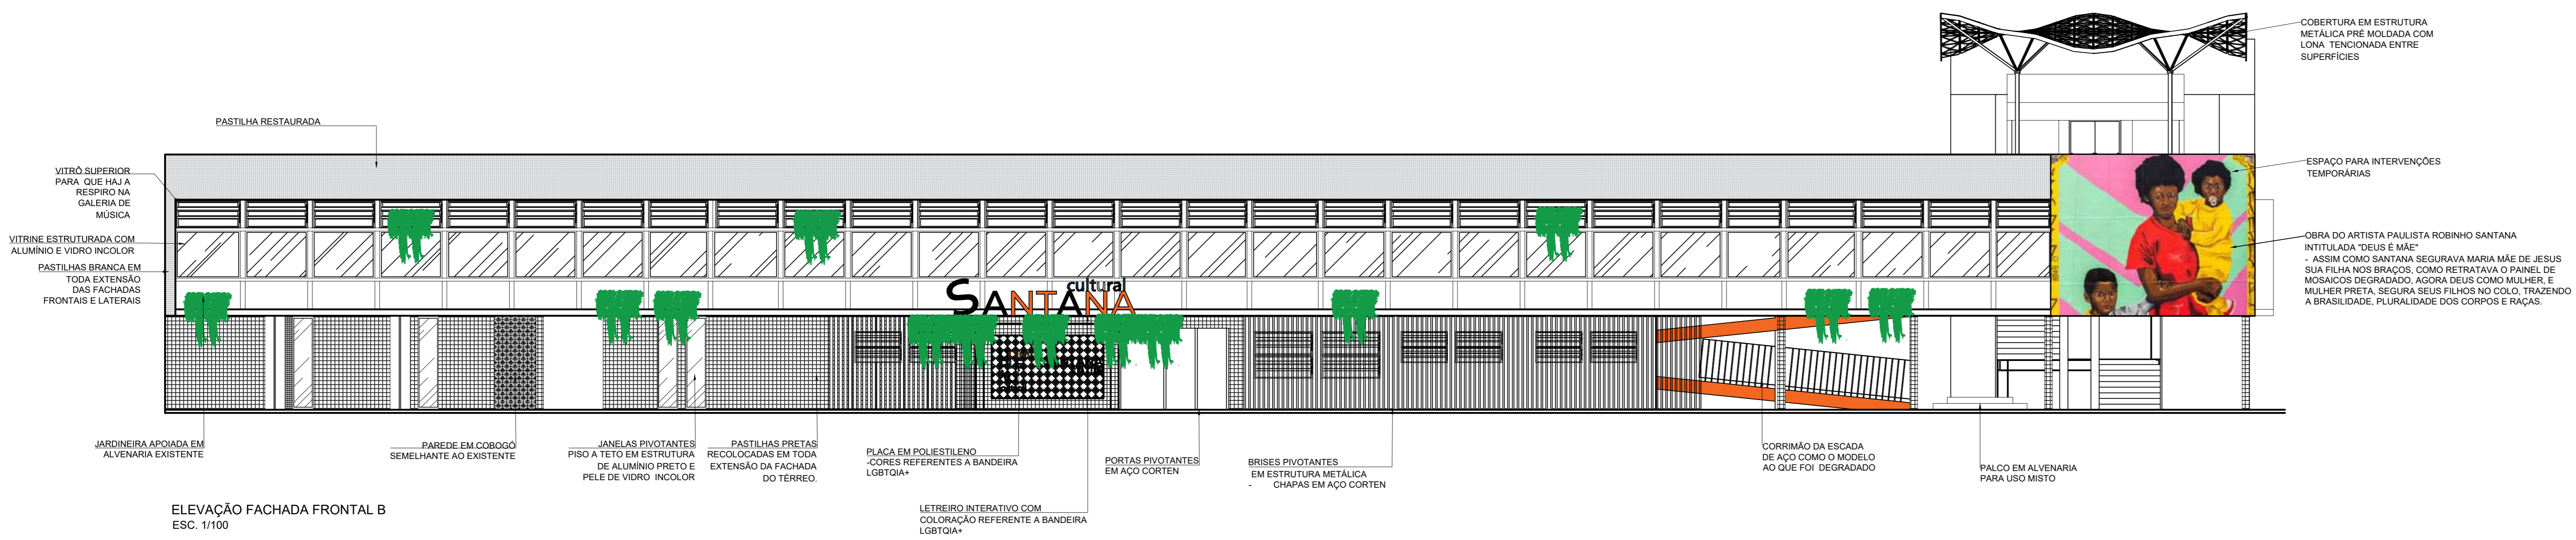 COBERTURA EM ESTRUTURA
METÁLICA PRÉ MOLDADA COM
LONA TENCIONADA ENTRE
SUPERFÍCIES
PASTILHA RESTAURADA
VITRÔ SUPERIOR
PARA QUE HAJ A
RESPIRO NA
GALERIA DE
MÚSICA
VITRINE ESTRUTURADA COM
ALUMÍNIO E VIDRO INCOLOR
PASTILHAS BRANCA EM
TODA EXTENSÃO
DAS FACHADAS
FRONTAIS E LATERAIS
ESPAÇO PARA INTERVENÇÕES
TEMPORÁRIAS
OBRA DO ARTISTA PAULISTA ROBINHO SANTANA
INTITULADA "DEUS É MÃE"
- ASSIM COMO SANTANA SEGURAVA MARIA MÃE DE JESUS
SUA FILHA NOS BRAÇOS, COMO RETRATAVA O PAINEL DE
MOSAICOS DEGRADADO, AGORA DEUS COMO MULHER, E
MULHER PRETA, SEGURA SEUS FILHOS NO COLO, TRAZENDO
A BRASILIDADE, PLURALIDADE DOS CORPOS E RAÇAS.
cultural
SANTANA
JARDINEIRA APOIADA EM
ALVENARIA EXISTENTE
PAREDE EM COBOGÓ
SEMELHANTE AO EXISTENTE
JANELAS PIVOTANTES
PISO A TETO EM ESTRUTURA
DE ALUMÍNIO PRETO E
PELE DE VIDRO INCOLOR
PASTILHAS PRETAS
RECOLOCADAS EM TODA
EXTENSÃO DA FACHADA
DO TÉRREO.
PLACA EM POLIESTILENO
-CORES REFERENTES A BANDEIRA
LGBTQIA+
LETREIRO INTERATIVO COM
COLORAÇÃO REFERENTE A BANDEIRA
LGBTQIA+
PORTAS PIVOTANTES
EM AÇO CORTEN
BRISES PIVOTANTES
EM ESTRUTURA METÁLICA
- CHAPAS EM AÇO CORTEN
CORRIMÃO DA ESCADA
DE AÇO COMO O MODELO
AO QUE FOI DEGRADADO
PALCO EM ALVENARIA
PARA USO MISTO
ELEVAÇÃO FACHADA FRONTAL B
ESC. 1/100